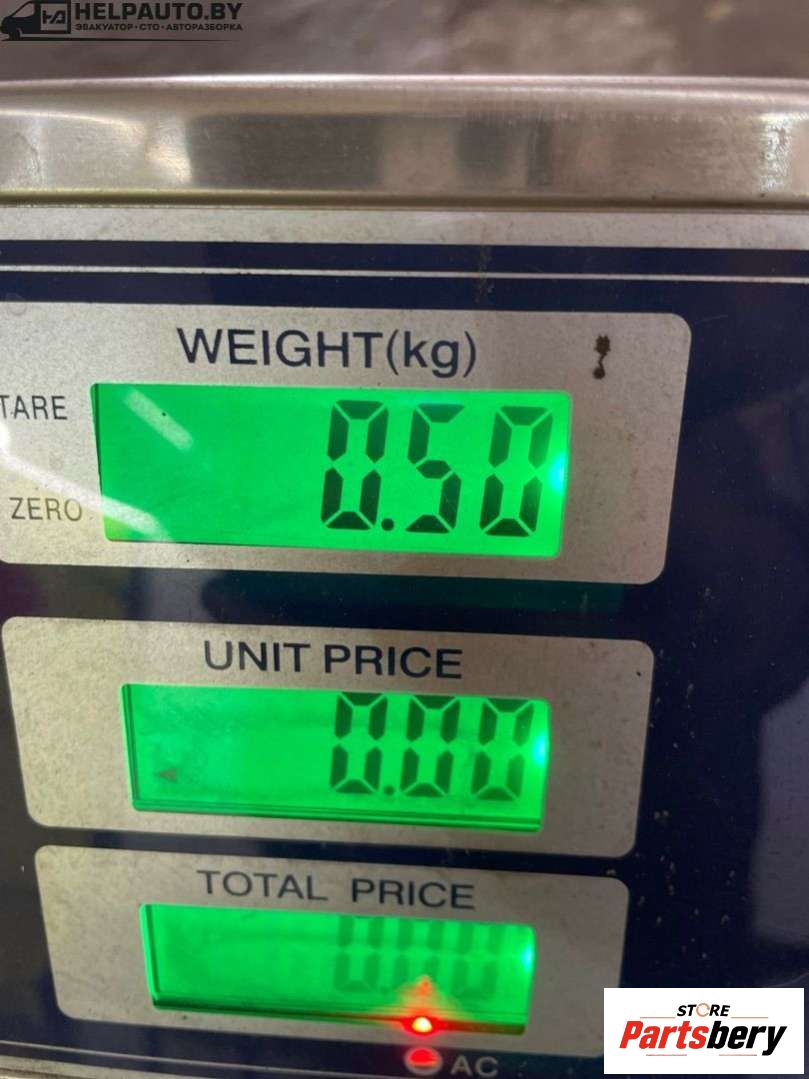 HELPAUTO.BY
ЭВАКУАТОР • СТО • АВТОРАЗБОРКА
WEIGHT(kg)
TARE
0.50
ZERO
UNIT PRICE
0.00
TOTAL PRICE
0.00
AC
STORE
Partsbery